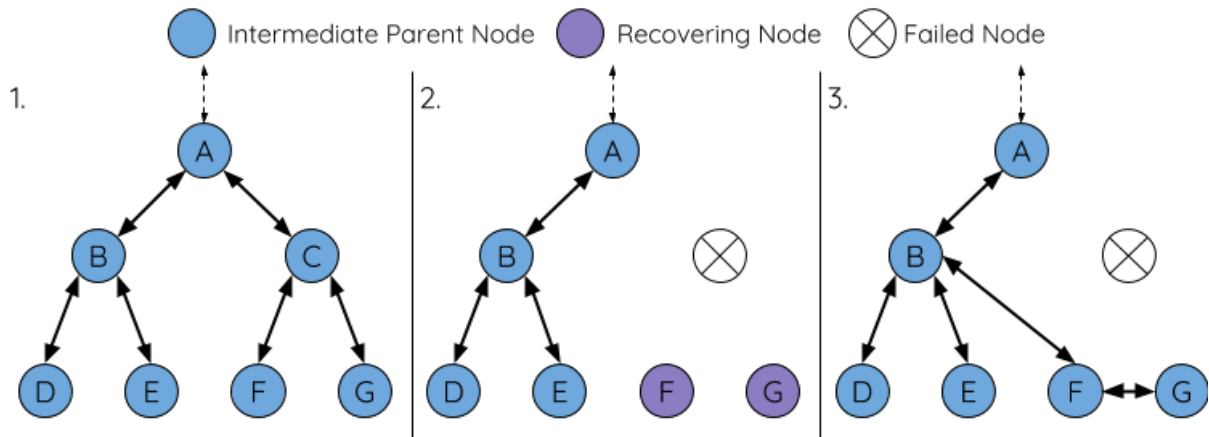 Intermediate Parent Node Recovering Node Failed Node
1. 2. 3.
A A A
B C B B
D E F G D E F G D E F G